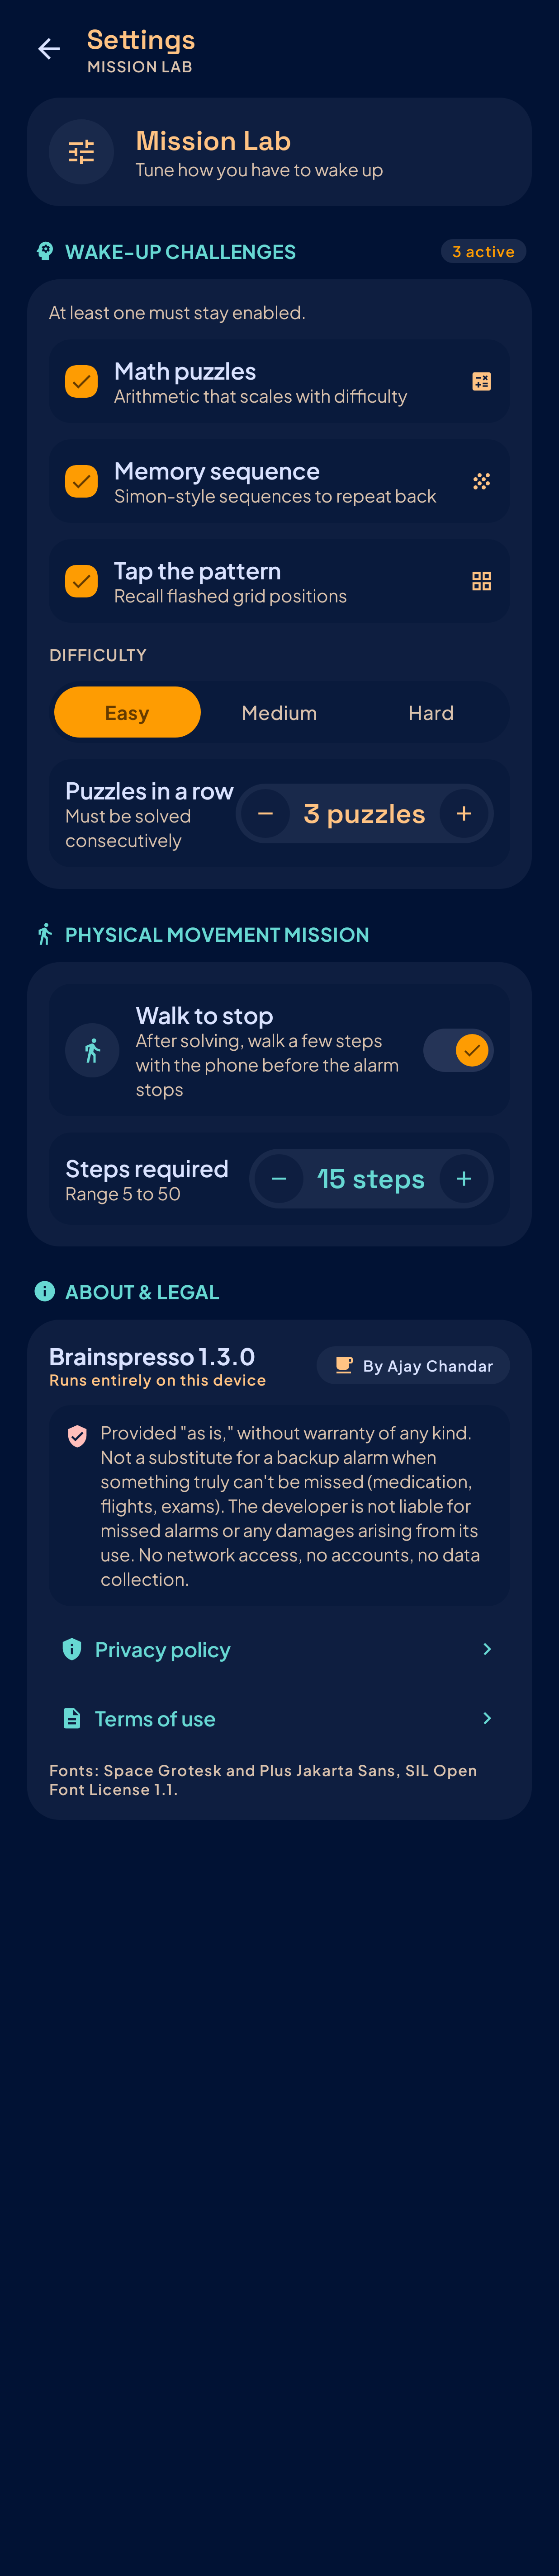 Settings
MISSION LAB
Mission Lab
Tune how you have to wake up
WAKE-UP CHALLENGES
3 active
At least one must stay enabled.
Math puzzles
Arithmetic that scales with difficulty
Memory sequence
Simon-style sequences to repeat back
Tap the pattern
Recall flashed grid positions
DIFFICULTY
Easy
Medium
Hard
Puzzles in a row
Must be solved
consecutively
− 3 puzzles +
PHYSICAL MOVEMENT MISSION
Walk to stop
After solving, walk a few steps
with the phone before the alarm
stops
Steps required
Range 5 to 50
− 15 steps +
ABOUT & LEGAL
Brainspresso 1.3.0
Runs entirely on this device
By Ajay Chandar
Provided "as is," without warranty of any kind.
Not a substitute for a backup alarm when
something truly can't be missed (medication,
flights, exams). The developer is not liable for
missed alarms or any damages arising from its
use. No network access, no accounts, no data
collection.
Privacy policy
Terms of use
Fonts: Space Grotesk and Plus Jakarta Sans, SIL Open
Font License 1.1.